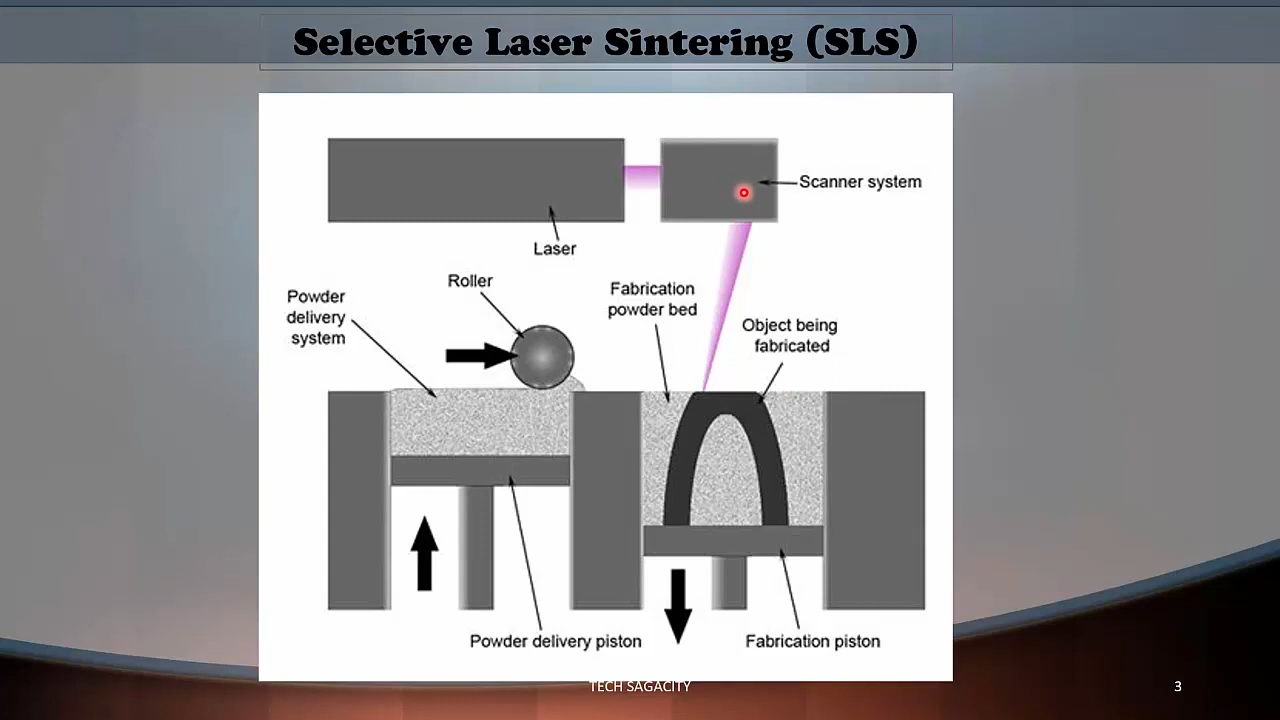 Selective Laser Sintering (SLS)
Scanner system
Laser
Roller
Powder
delivery
system
Fabrication
powder bed
Object being
fabricated
Powder delivery piston
Fabrication piston
TECH SAGACITY
3